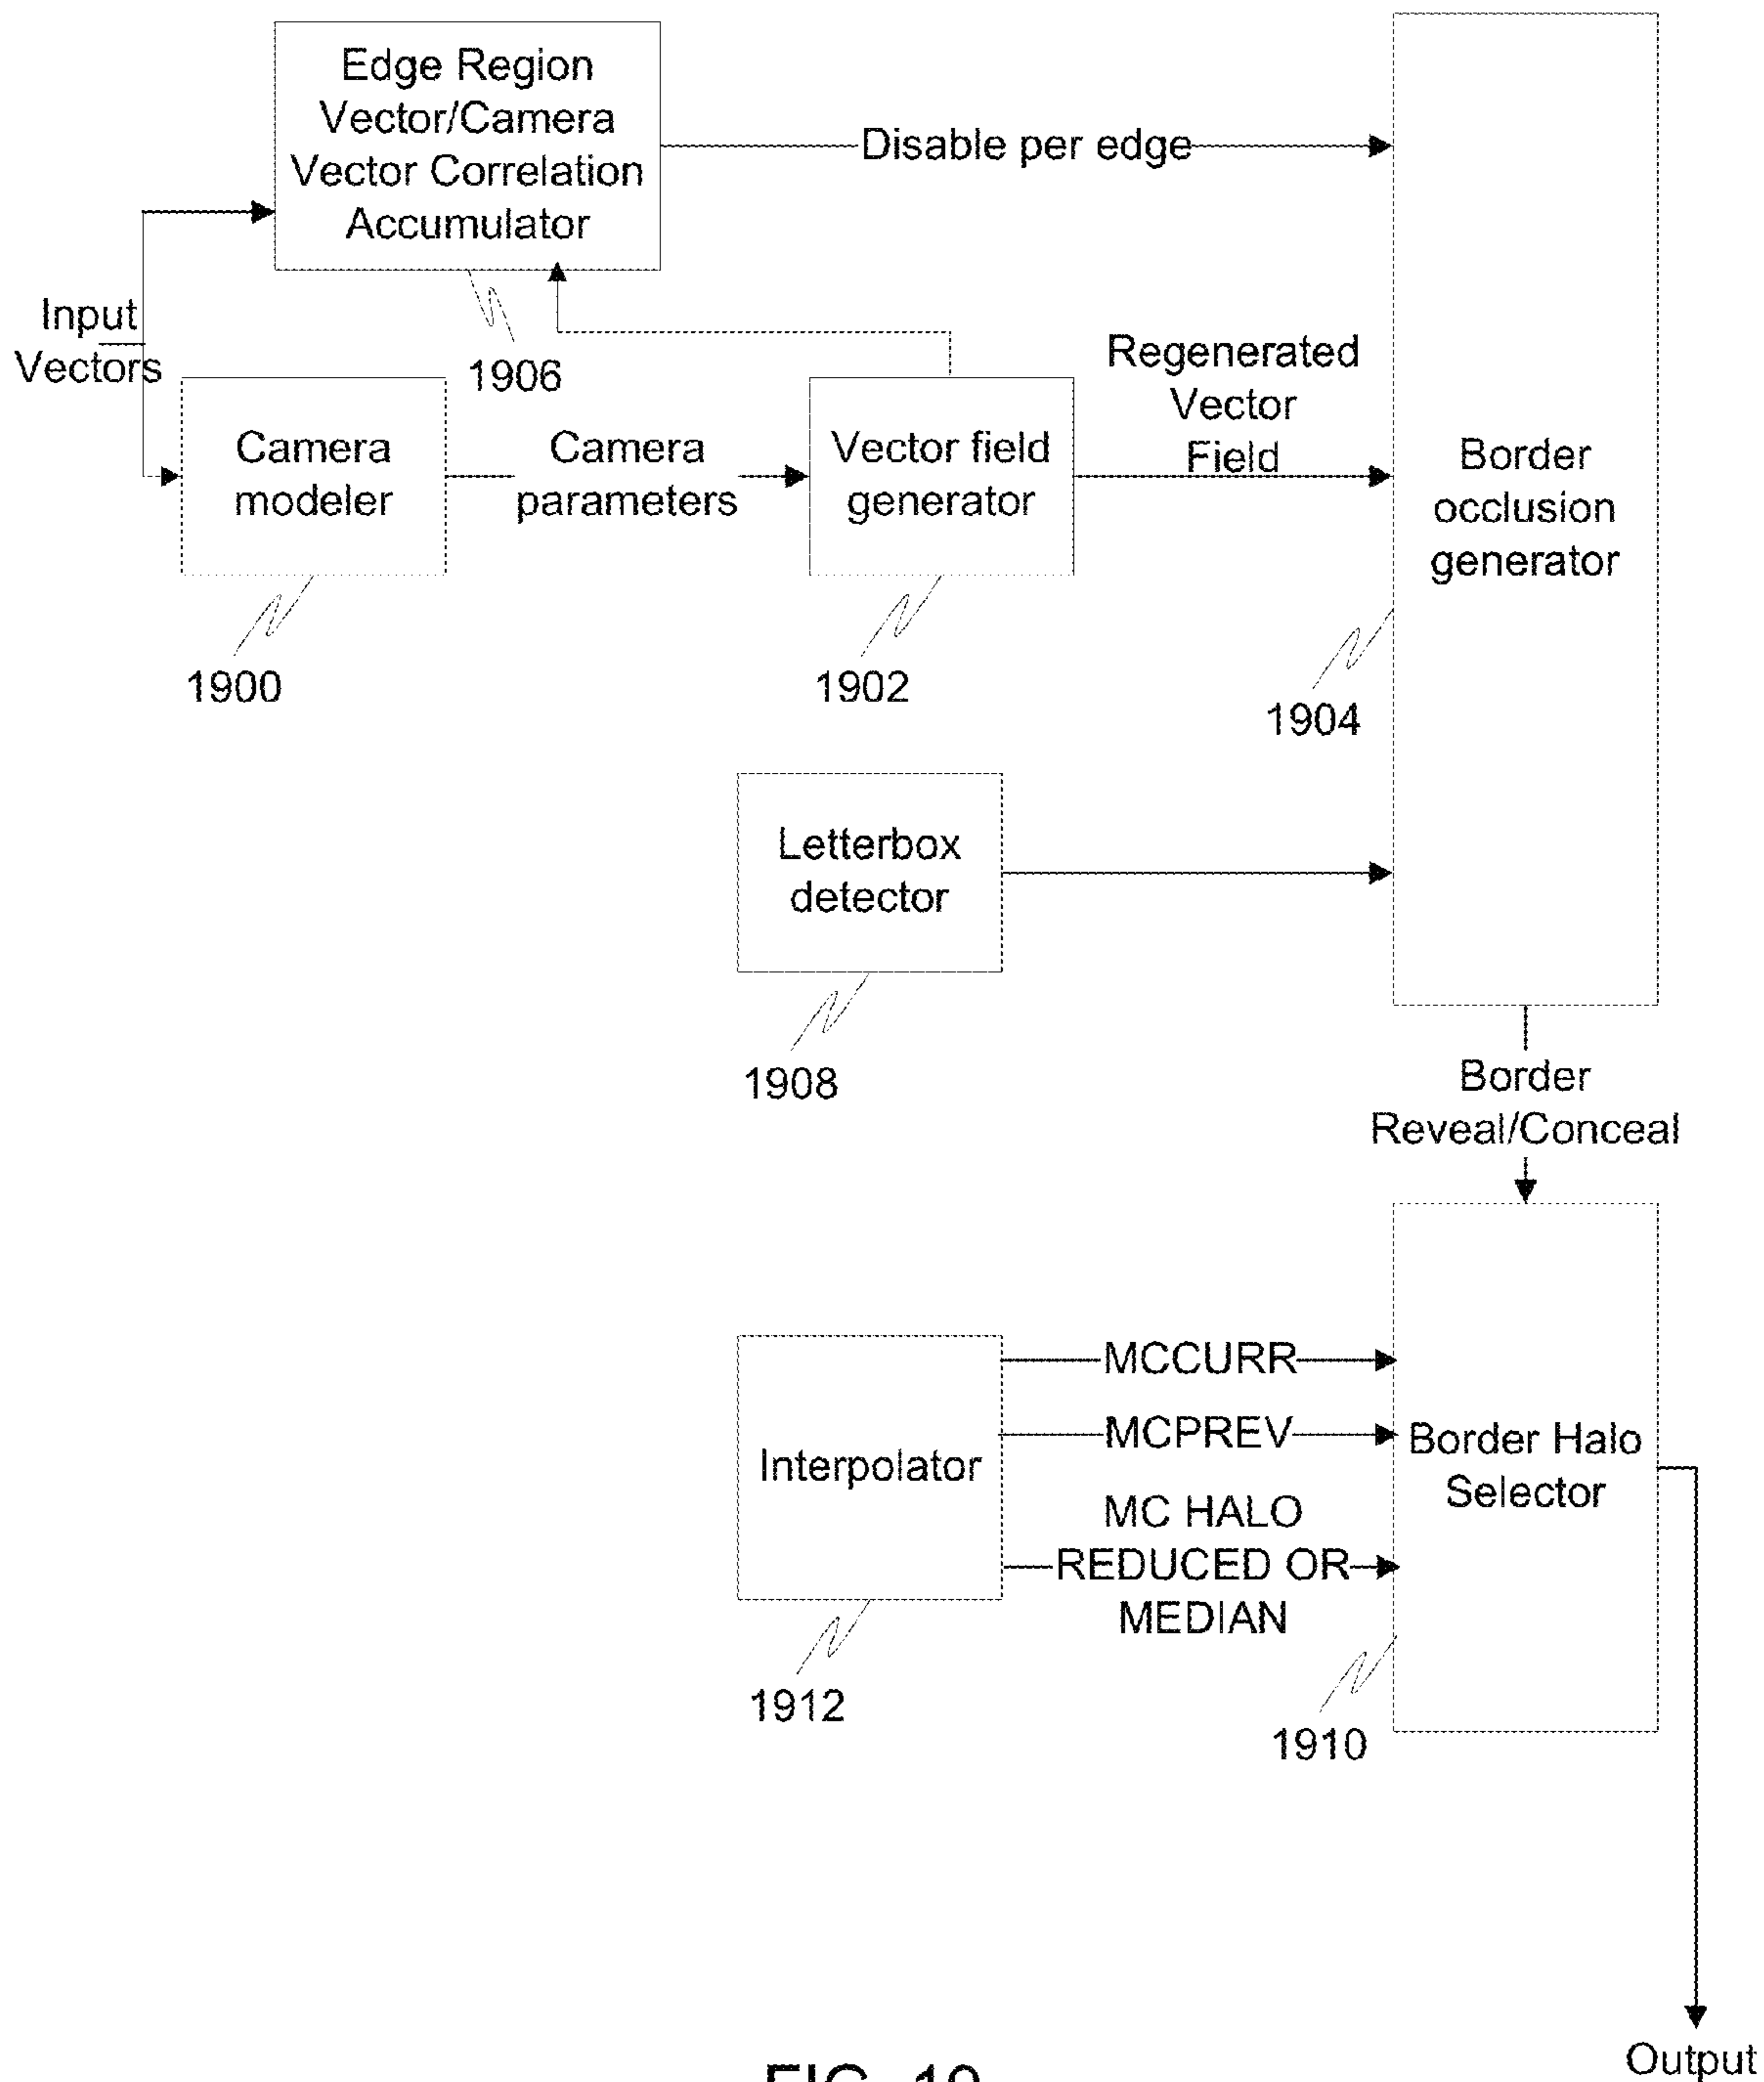 Edge Region
Vector/Camera
Vector Correlation
Accumulator
Disable per edge
Input
Vectors
1906
Camera
modeler
Camera
parameters
Vector field
generator
Regenerated
Vector
Field
Border
occlusion
generator
1900
1902
1904
Letterbox
detector
1908
Border
Reveal/Conceal
Interpolator
MCCURR
MCPREV
MC HALO
REDUCED OR
MEDIAN
Border Halo
Selector
1912
1910
Output
FIG. 19